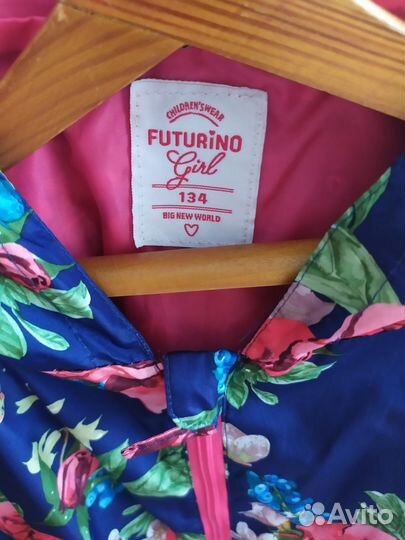 CHILDREN'S WEAR
FUTURiNO
Girl
134
BIG NEW WORLD
Avito